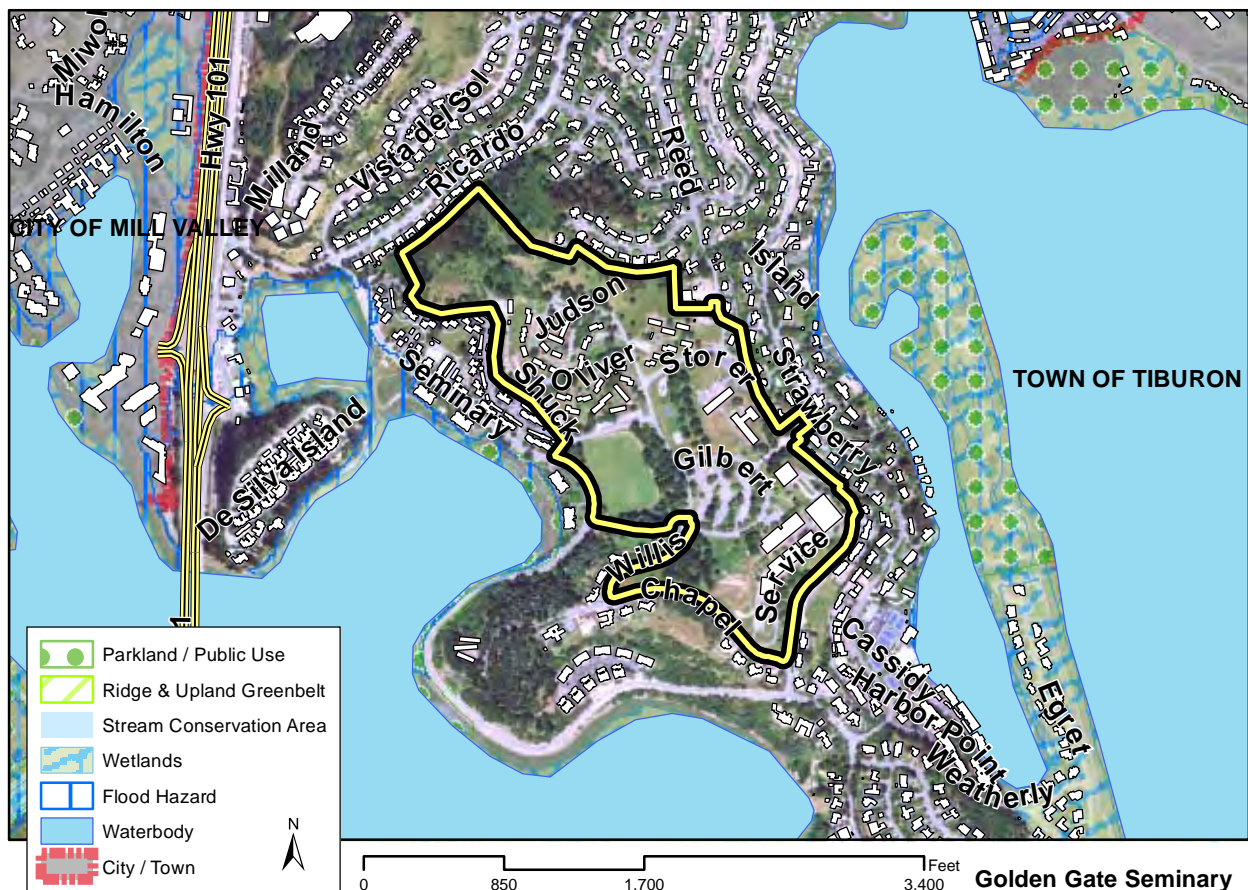 Miwok
Hamilton
Hwy 101
Milland
Vista del Sol
Ricardo
Reed
CITY OF MILL VALLEY
Island
Judson
Storer
Oliver
Shuck
Seminary
Strawberry
TOWN OF TIBURON
De Silva Island
Gilbert
Willis
Service
Chapel
Cassidy
Harbor Point
Weatherly
Egret
1
Parkland / Public Use
Ridge & Upland Greenbelt
Stream Conservation Area
Wetlands
Flood Hazard
Waterbody
City / Town
N
Feet
0 850 1,700 3,400
Golden Gate Seminary